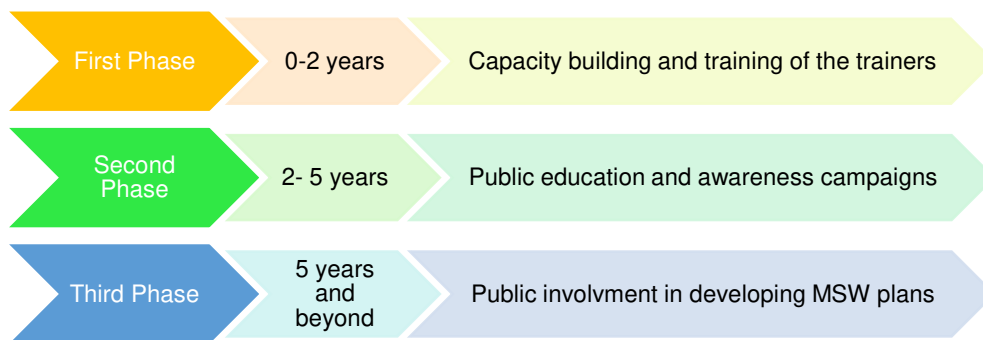 First Phase
0-2 years
Capacity building and training of the trainers
Second
Phase
2- 5 years
Public education and awareness campaigns
Third Phase
5 years
and
beyond
Public involvment in developing MSW plans